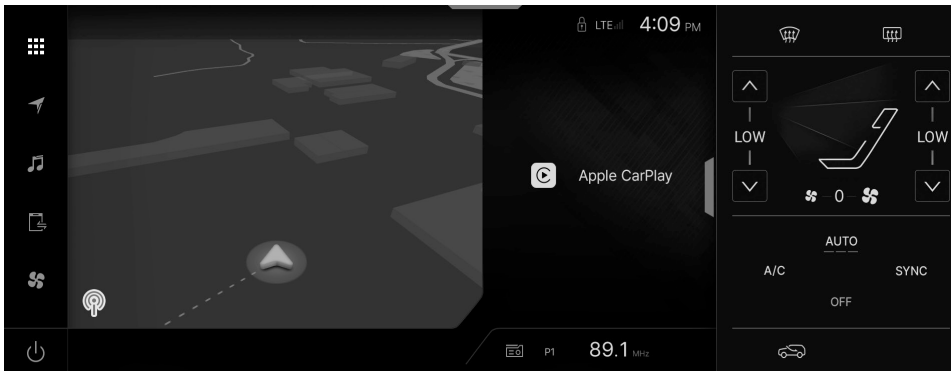 LTE 4:09 PM
Apple CarPlay
P1 89.1 MHz
LOW LOW
0
AUTO
A/C SYNC
OFF